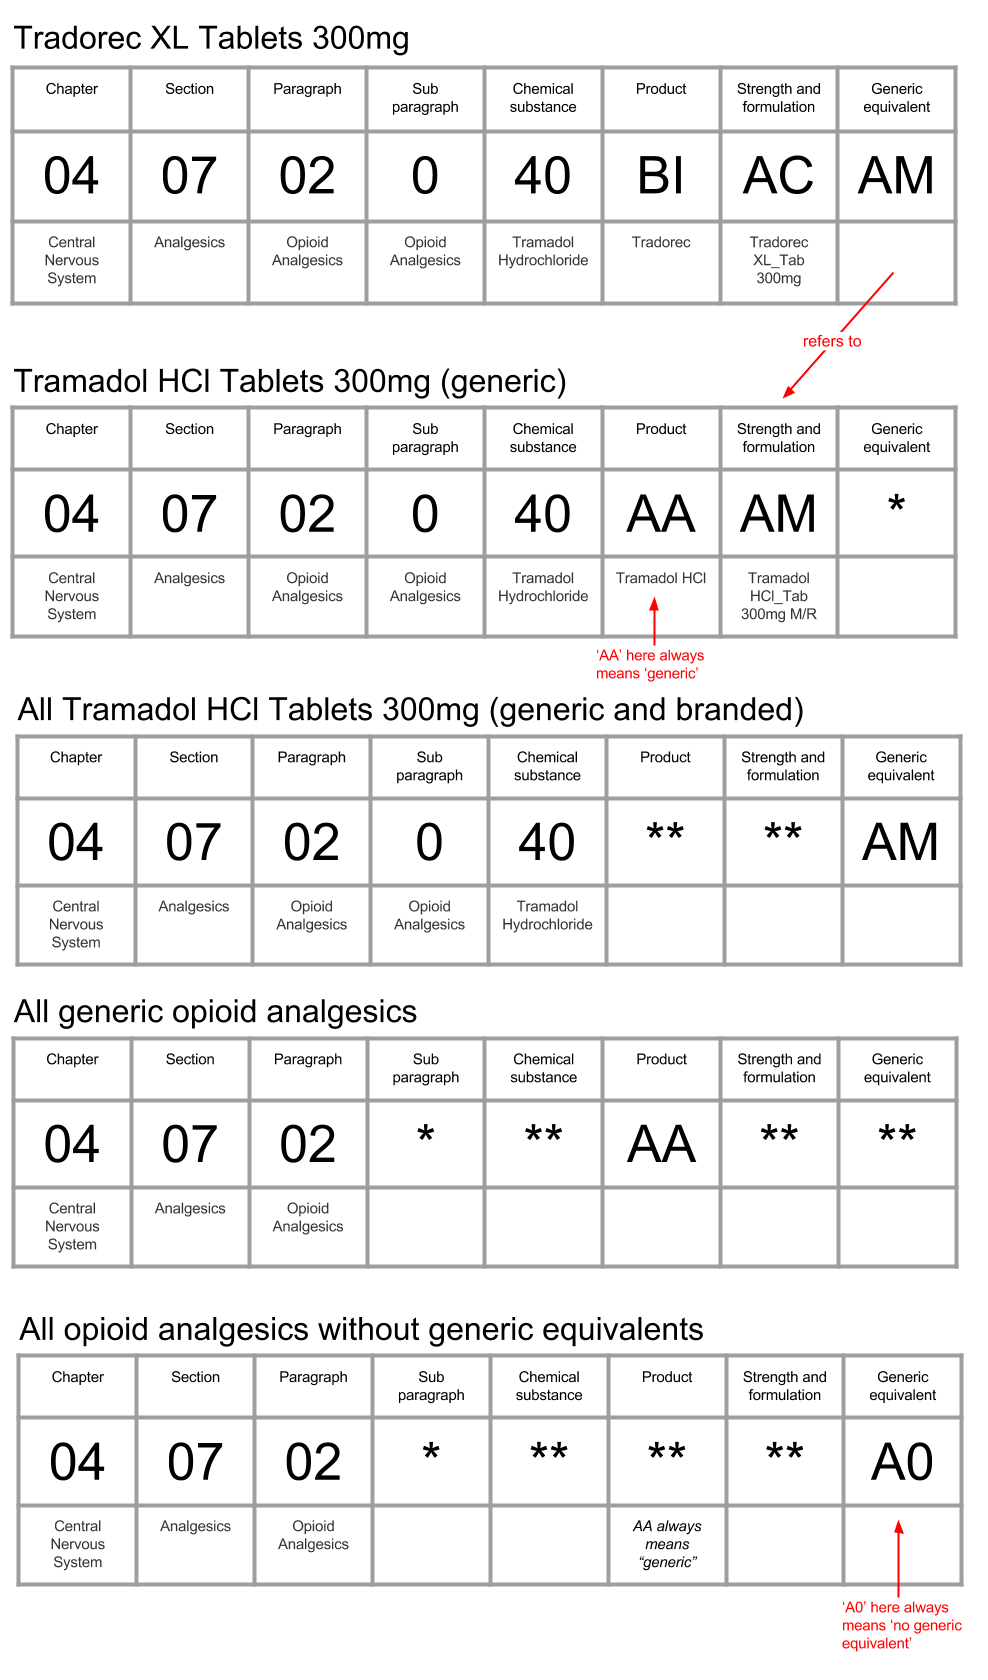 Tradorec XL Tablets 300mg
Chapter Section Paragraph Sub paragraph Chemical substance Product Strength and formulation Generic equivalent
04 07 02 0 40 BI AC AM
Central Nervous System Analgesics Opioid Analgesics Opioid Analgesics Tramadol Hydrochloride Tradorec Tradorec XL_Tab 300mg
refers to
Tramadol HCl Tablets 300mg (generic)
Chapter Section Paragraph Sub paragraph Chemical substance Product Strength and formulation Generic equivalent
04 07 02 0 40 AA AM *
Central Nervous System Analgesics Opioid Analgesics Opioid Analgesics Tramadol Hydrochloride Tramadol HCl Tramadol HCl_Tab 300mg M/R
‘AA’ here always
means ‘generic’
All Tramadol HCl Tablets 300mg (generic and branded)
Chapter Section Paragraph Sub paragraph Chemical substance Product Strength and formulation Generic equivalent
04 07 02 0 40 ** ** AM
Central Nervous System Analgesics Opioid Analgesics Opioid Analgesics Tramadol Hydrochloride
All generic opioid analgesics
Chapter Section Paragraph Sub paragraph Chemical substance Product Strength and formulation Generic equivalent
04 07 02 * ** AA ** **
Central Nervous System Analgesics Opioid Analgesics
All opioid analgesics without generic equivalents
Chapter Section Paragraph Sub paragraph Chemical substance Product Strength and formulation Generic equivalent
04 07 02 * ** ** ** A0
Central Nervous System Analgesics Opioid Analgesics AA always means “generic”
‘A0’ here always
means ‘no generic
equivalent’